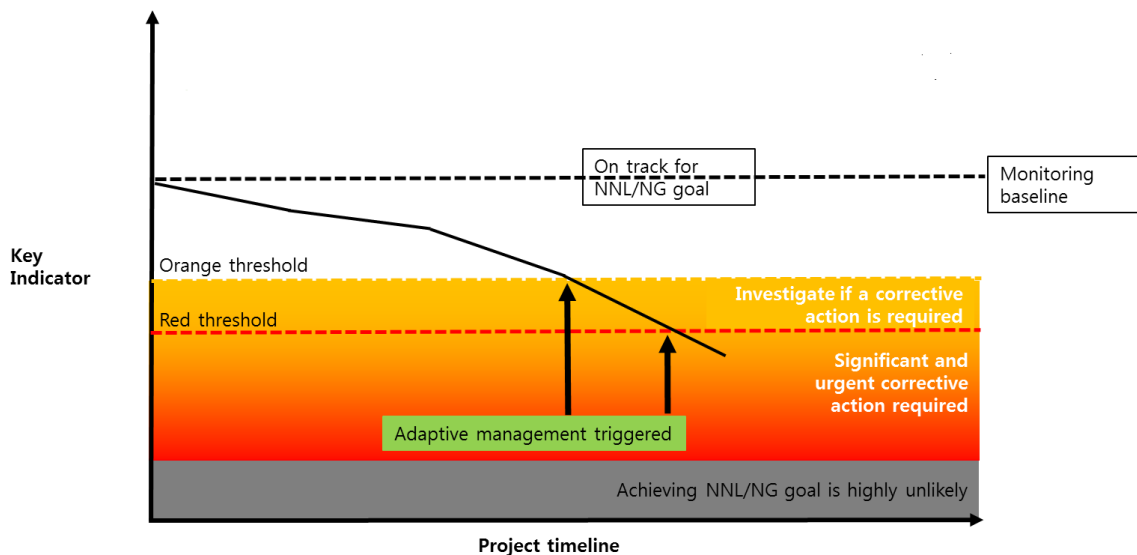 On track for
NNL/NG goal
Monitoring
baseline
Key
Indicator
Orange threshold
Investigate if a corrective
action is required
Red threshold
Significant and
urgent corrective
action required
Adaptive management triggered
Achieving NNL/NG goal is highly unlikely
Project timeline